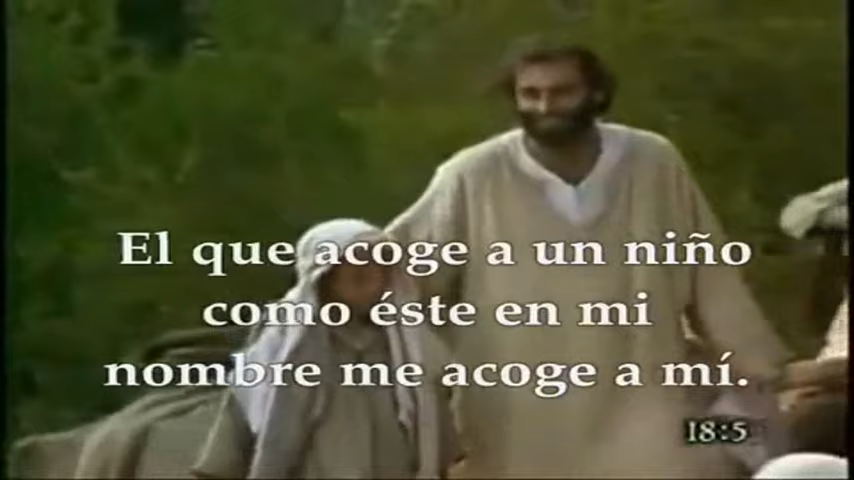 El que acoge a un niño
como éste en mi
nombre me acoge a mí.
18:5